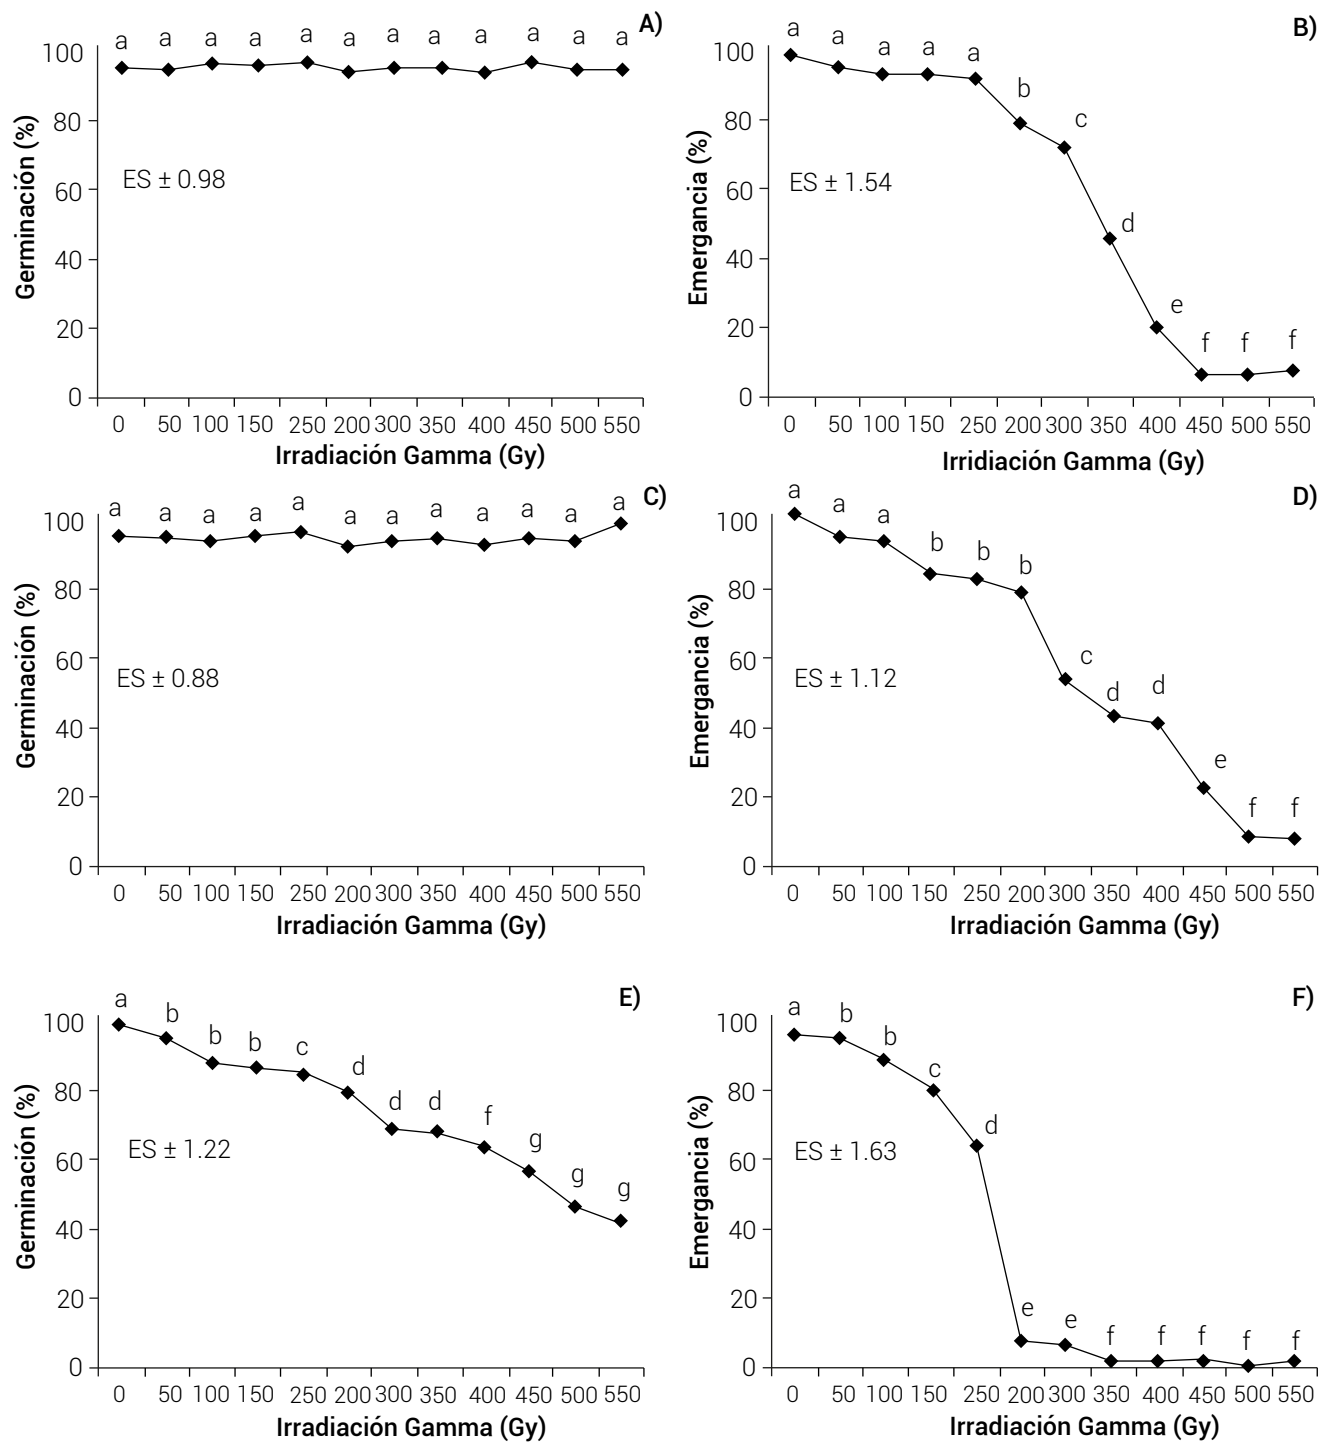 A)
a a a a a a a a a a a a
100
80
60
40
20
0
Germinación (%)
ES ± 0.98
0 50 100 150 250 200 300 350 400 450 500 550
Irradiación Gamma (Gy)
B)
a a a a a b c d e f f f
100
80
60
40
20
0
Emergancia (%)
ES ± 1.54
0 50 100 150 250 200 300 350 400 450 500 550
Irridiación Gamma (Gy)
C)
a a a a a a a a a a a a
100
80
60
40
20
0
Germinación (%)
ES ± 0.88
0 50 100 150 250 200 300 350 400 450 500 550
Irradiación Gamma (Gy)
D)
a a a b b b c d d e f f
100
80
60
40
20
0
Emergancia (%)
ES ± 1.12
0 50 100 150 250 200 300 350 400 450 500 550
Irradiación Gamma (Gy)
E)
a b b b c d d d f g g g
100
80
60
40
20
0
Germinación (%)
ES ± 1.22
0 50 100 150 250 200 300 350 400 450 500 550
Irradiación Gamma (Gy)
F)
a b b c d e e f f f f f
100
80
60
40
20
0
Emergancia (%)
ES ± 1.63
0 50 100 150 250 200 300 350 400 450 500 550
Irradiación Gamma (Gy)